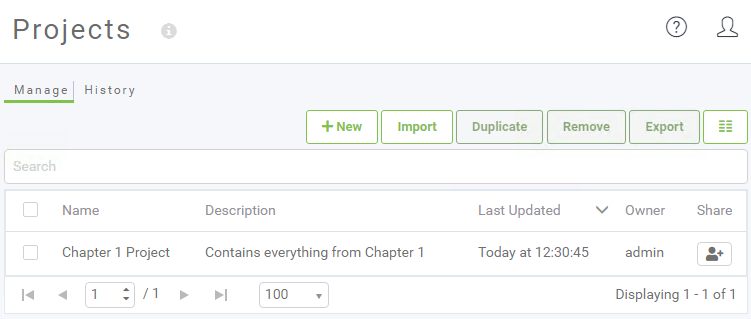 Projects
Manage History
+ New Import Duplicate Remove Export
Search
Name Description Last Updated Owner Share
Chapter 1 Project Contains everything from Chapter 1 Today at 12:30:45 admin
1 / 1 100 Displaying 1 - 1 of 1